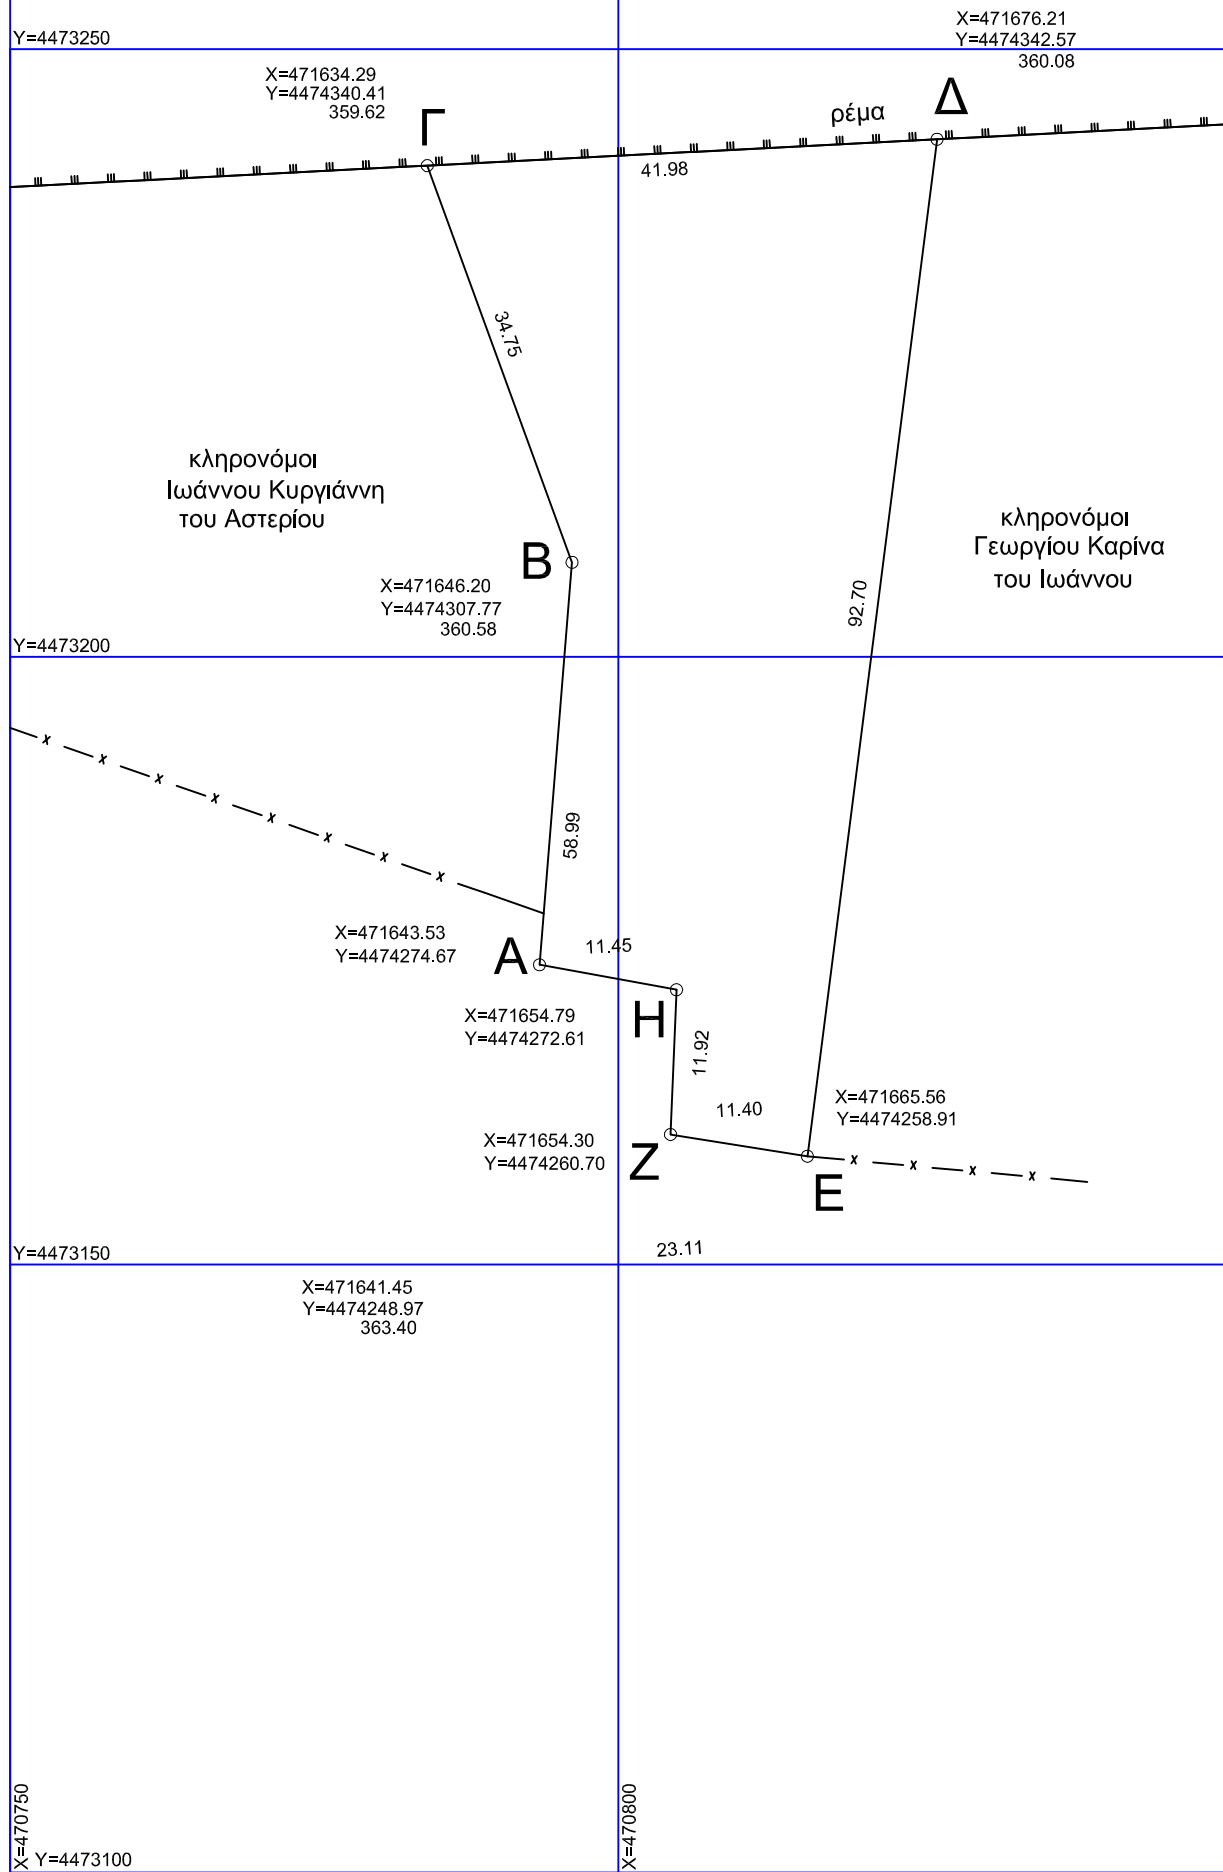 X=471676.21
Y=4473250
Y=4474342.57
360.08
X=471634.29
Y=4474340.41
359.62
Γ
ρέμα
Δ
41.98
34.75
κληρονόμοι
Ιωάννου Κυργιάννη
του Αστερίου
κληρονόμοι
Γεωργίου Καρίνα
του Ιωάννου
Β
X=471646.20
Y=4474307.77
360.58
92.70
Y=4473200
58.99
X=471643.53
Y=4474274.67
Α
11.45
X=471654.79
Y=4474272.61
Η
11.92
X=471665.56
Y=4474258.91
11.40
X=471654.30
Y=4474260.70
Ζ
Ε
Y=4473150
23.11
X=471641.45
Y=4474248.97
363.40
X=470750
X=470800
Y=4473100